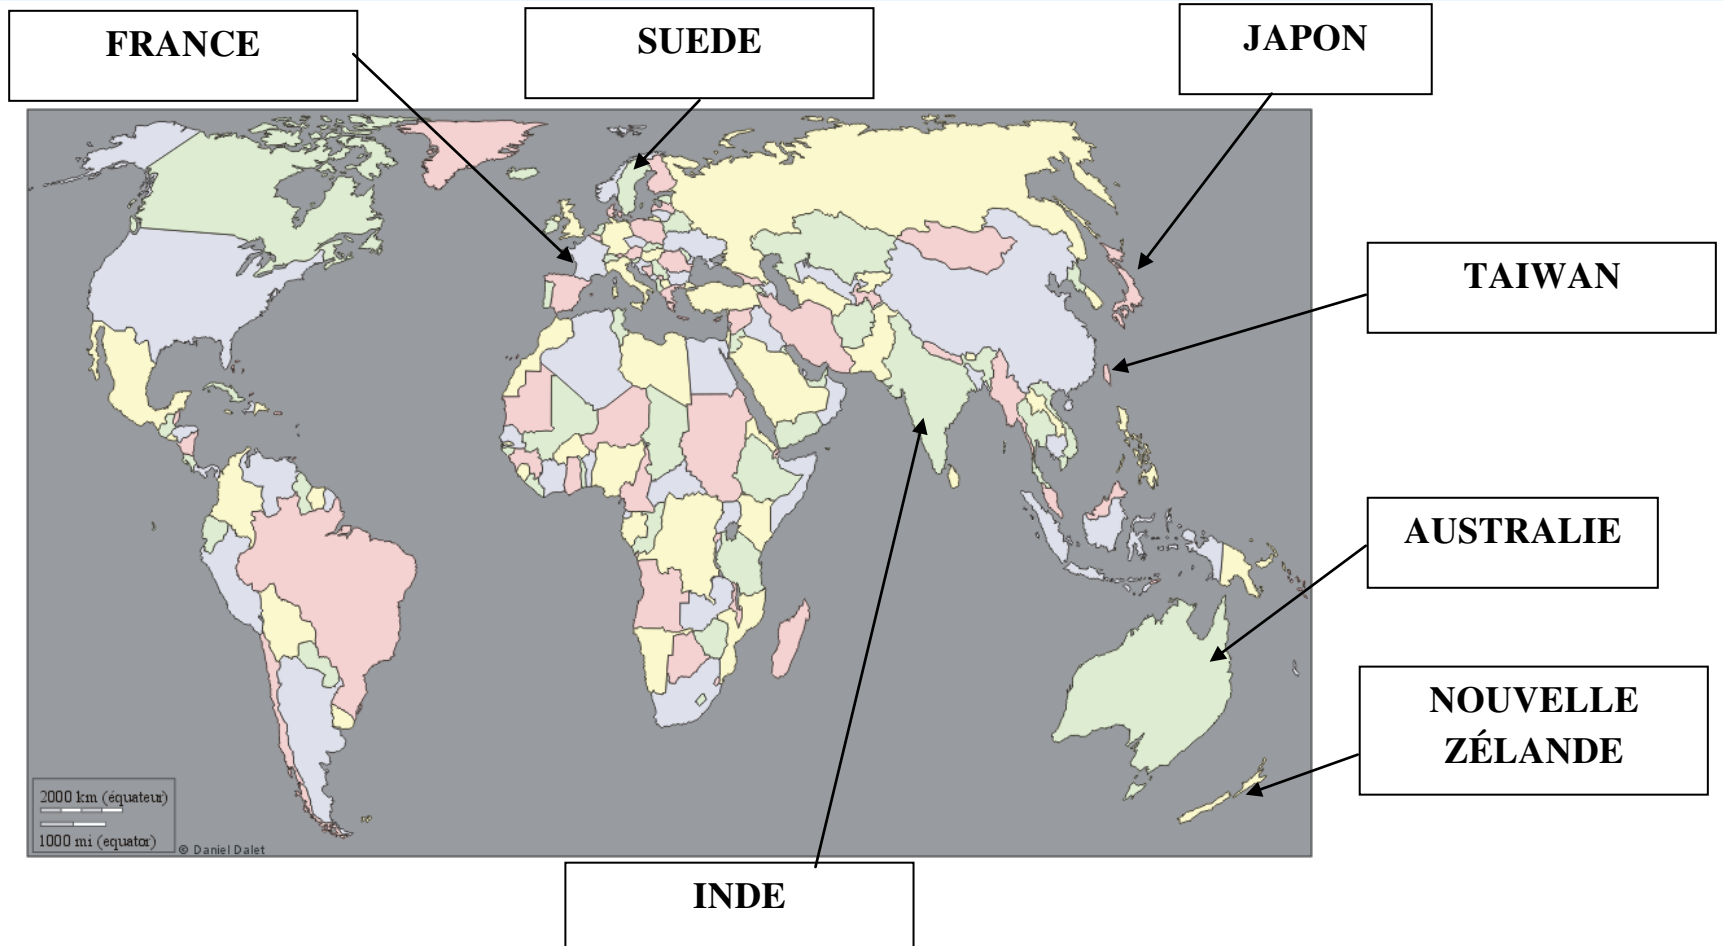 FRANCE
SUEDE
JAPON
TAIWAN
AUSTRALIE
NOUVELLE
ZÉLANDE
2000 km (équateur)
1000 mi (equator)
© Daniel Dalet
INDE